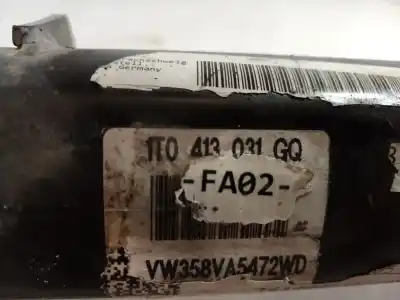 Germany
1T0 413 031 GQ
-FA02-
VW358VA5472WD